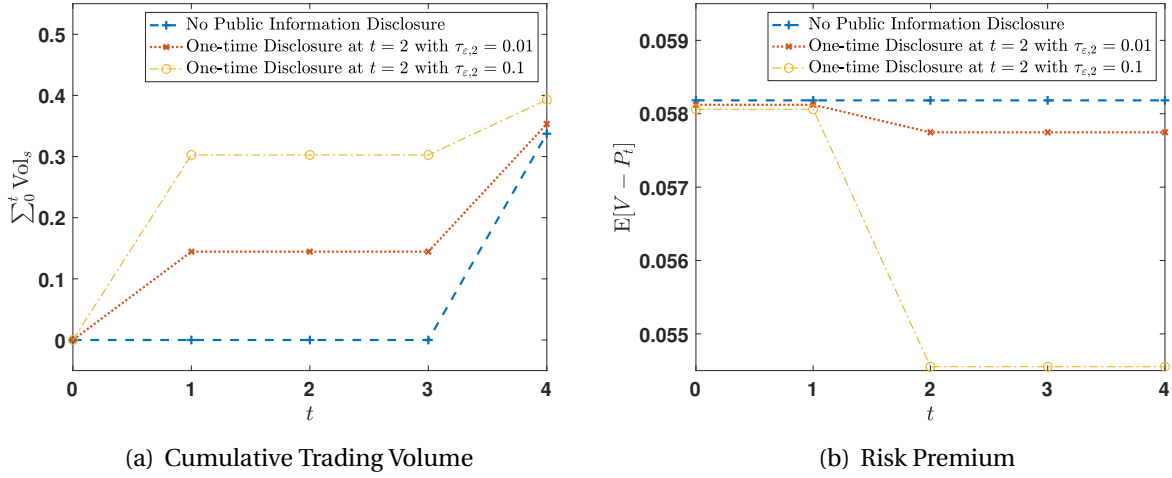 No Public Information Disclosure
One-time Disclosure at t = 2 with τε,2 = 0.01
One-time Disclosure at t = 2 with τε,2 = 0.1
0.5
0.4
0.3
0.2
0.1
0
∑₀ᵗ Volₛ
0 1 2 3 4
t
(a) Cumulative Trading Volume
No Public Information Disclosure
One-time Disclosure at t = 2 with τε,2 = 0.01
One-time Disclosure at t = 2 with τε,2 = 0.1
0.059
0.058
0.057
0.056
0.055
E[V − Pₜ]
0 1 2 3 4
t
(b) Risk Premium